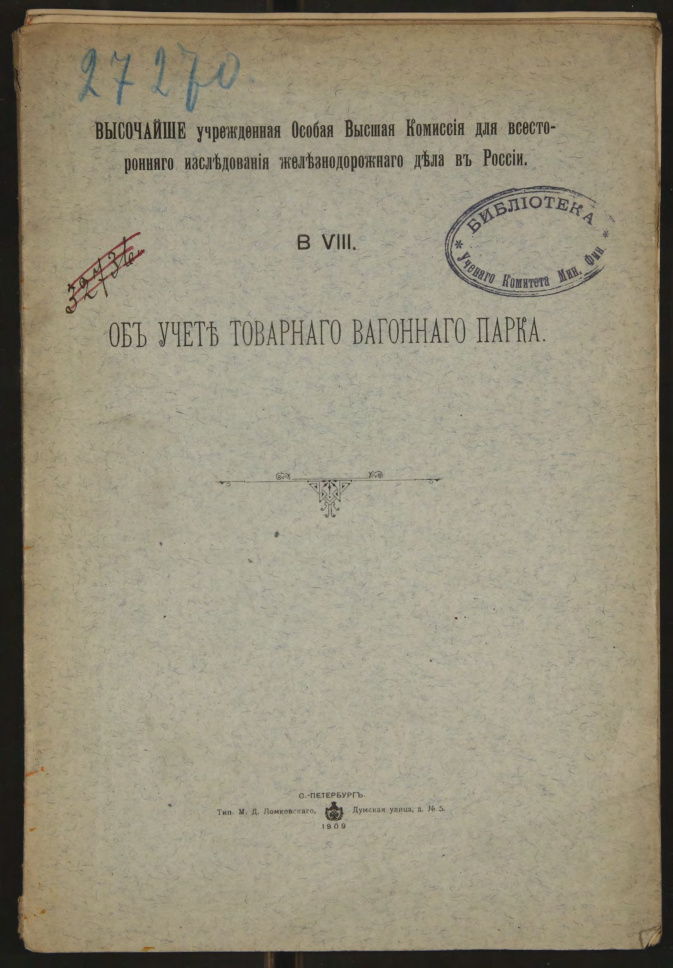 27270.
ВЫСОЧАЙШЕ учрежденная Особая Высшая Комиссія для всесто-
ронняго изслѣдованія желѣзнодорожнаго дѣла въ Россіи.
БИБЛІОТЕКА
* Ученаго Комитета Мин. Фин. *
В VIII.
ОБЪ УЧЕТѢ ТОВАРНАГО ВАГОННАГО ПАРКА.
С.-ПЕТЕРБУРГЪ.
Тип. М. Д. Ломковскаго, Думская улица, д. № 5.
1909